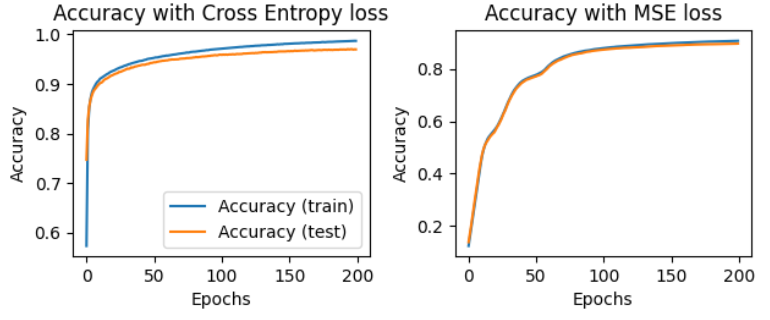 Accuracy with Cross Entropy loss
1.0
0.9
0.8
0.7
0.6
Accuracy
Accuracy (train)
Accuracy (test)
0 50 100 150 200
Epochs
Accuracy with MSE loss
0.8
0.6
0.4
0.2
Accuracy
0 50 100 150 200
Epochs